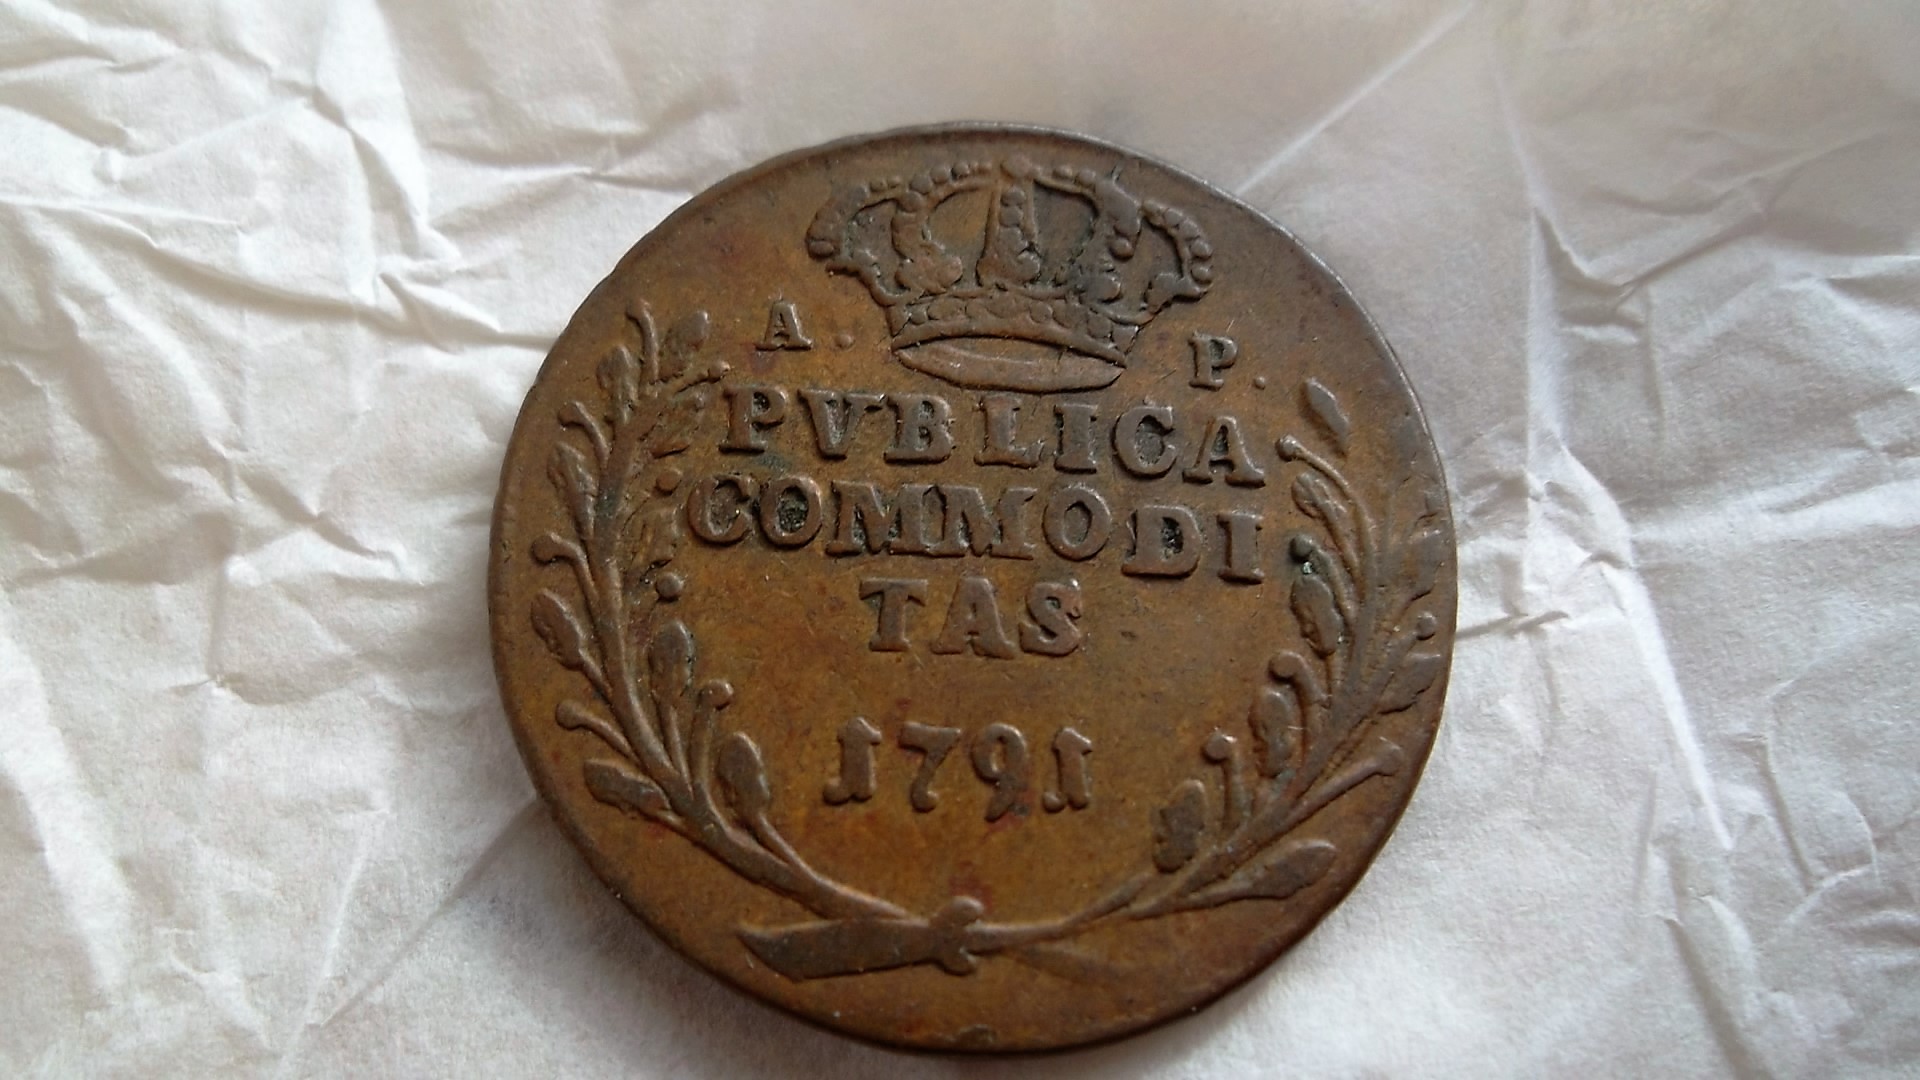 A. P.
PVBLICA
COMMODI
TAS
1791